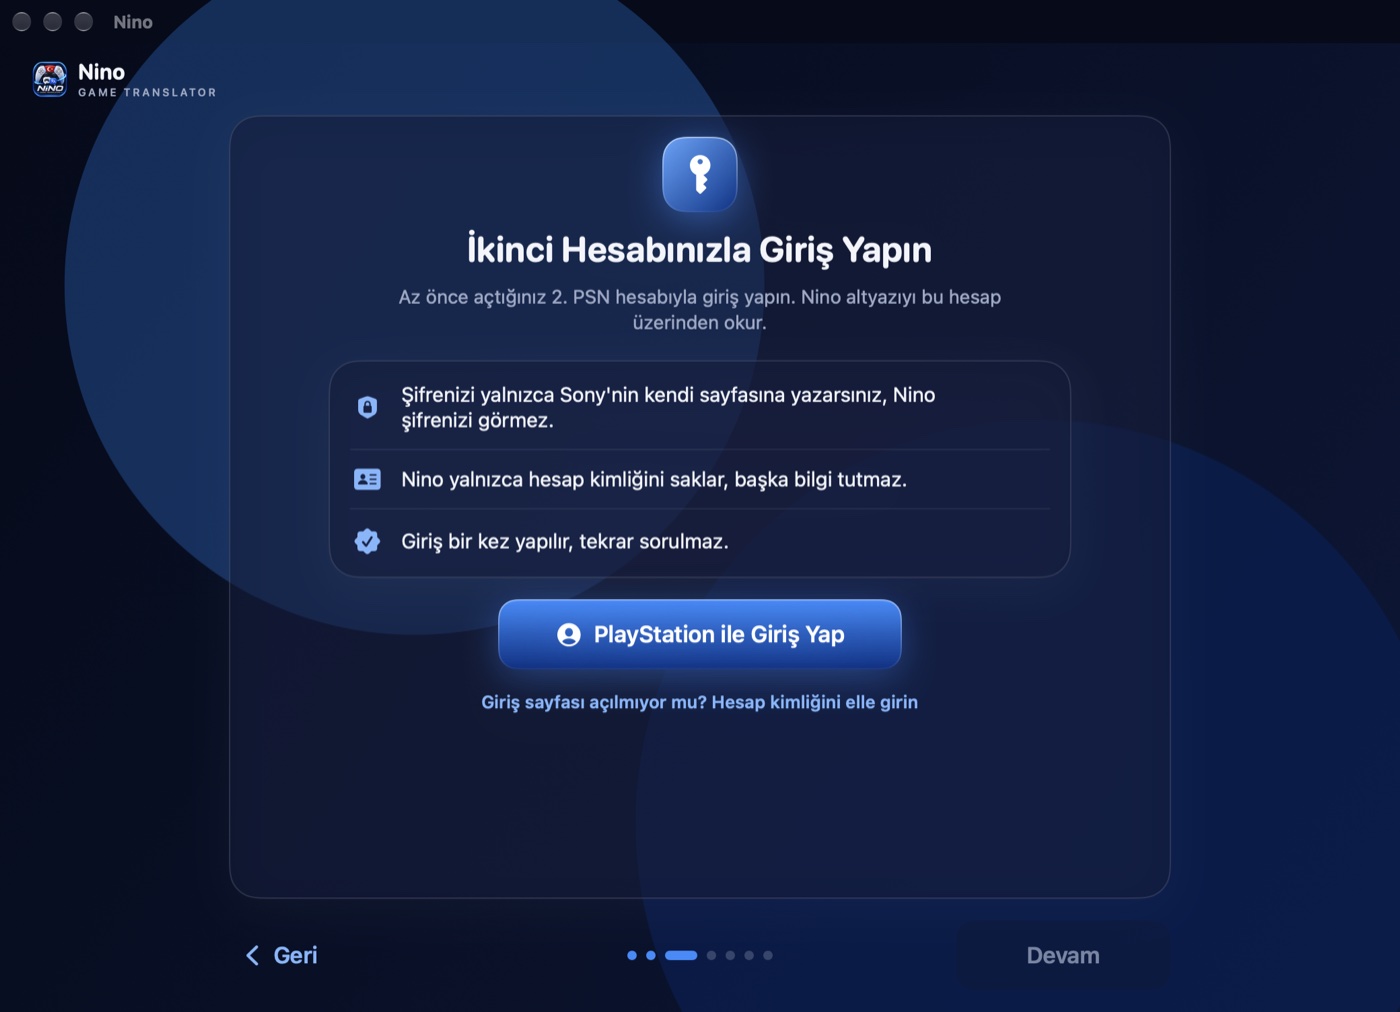 Nino
Nino
GAME TRANSLATOR
NiNO
İkinci Hesabınızla Giriş Yapın
Az önce açtığınız 2. PSN hesabıyla giriş yapın. Nino altyazıyı bu hesap
üzerinden okur.
Şifrenizi yalnızca Sony'nin kendi sayfasına yazarsınız, Nino
şifrenizi görmez.
Nino yalnızca hesap kimliğini saklar, başka bilgi tutmaz.
Giriş bir kez yapılır, tekrar sorulmaz.
PlayStation ile Giriş Yap
Giriş sayfası açılmıyor mu? Hesap kimliğini elle girin
Geri
Devam